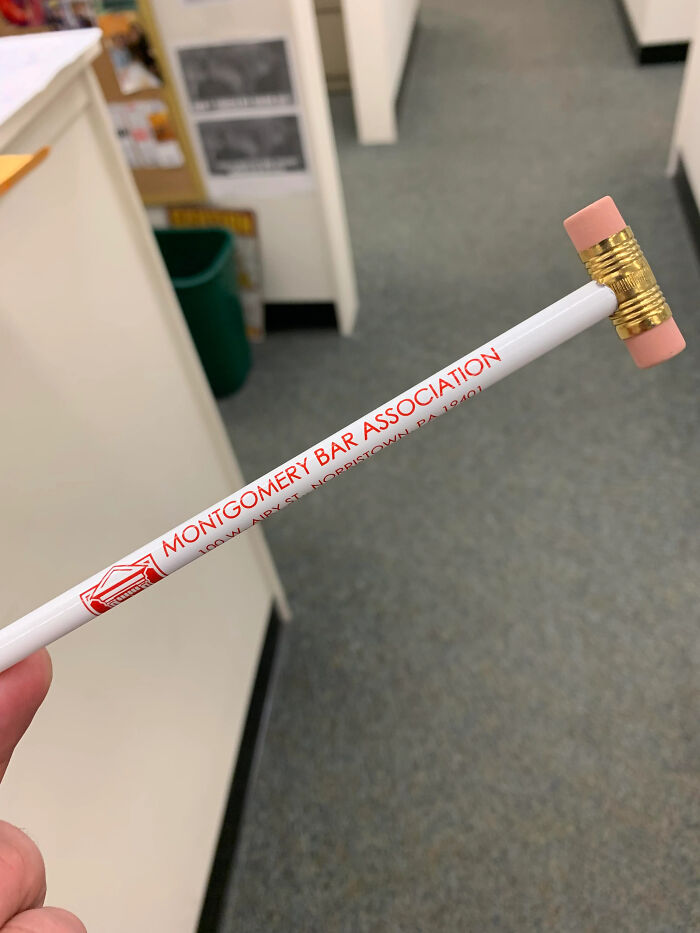 MONTGOMERY BAR ASSOCIATION
100 W. AIRY ST., NORRISTOWN, PA 19401